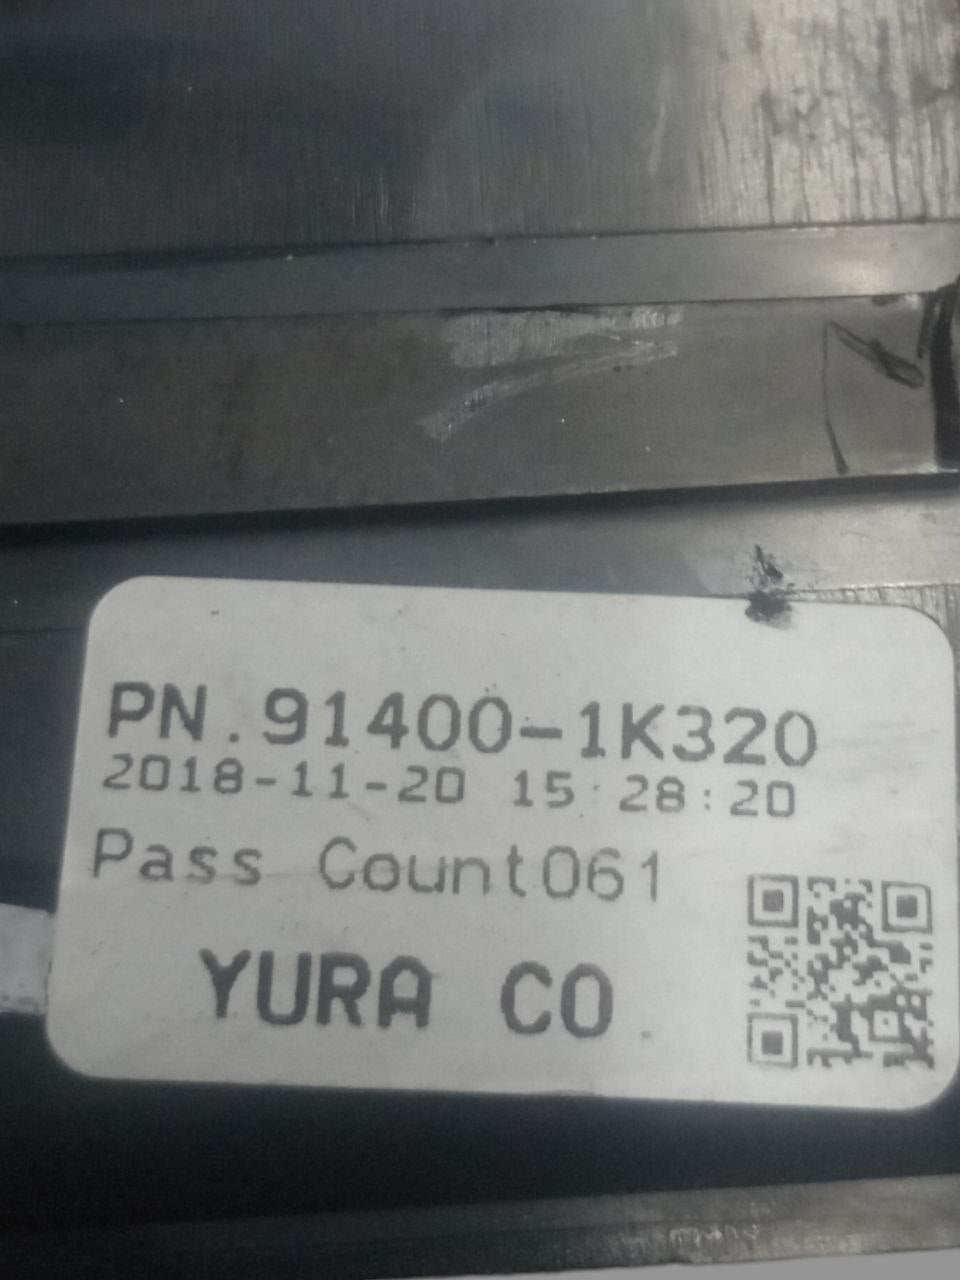 PN.91400-1K320
2018-11-20 15:28:20
Pass Count061
YURA CO